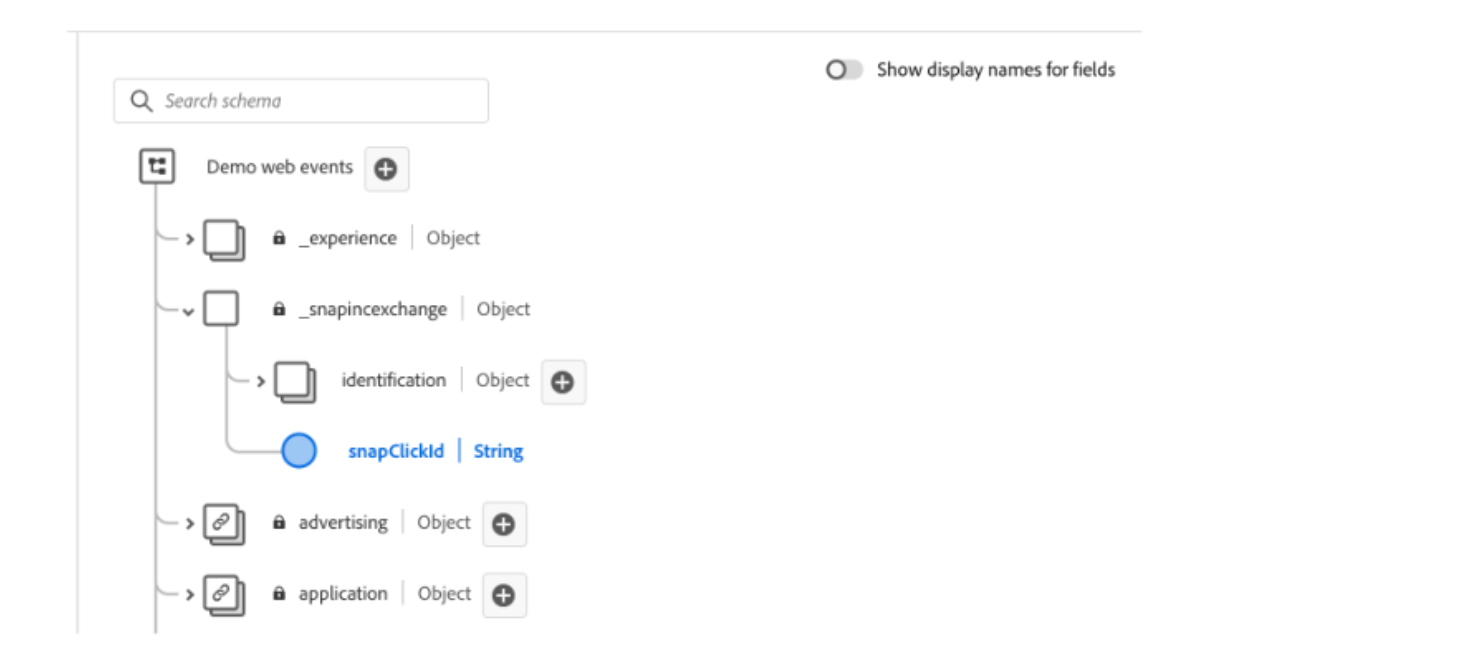 Show display names for fields
Search schema
Demo web events
_experience | Object
_snapincexchange | Object
identification | Object
snapClickId | String
advertising | Object
application | Object